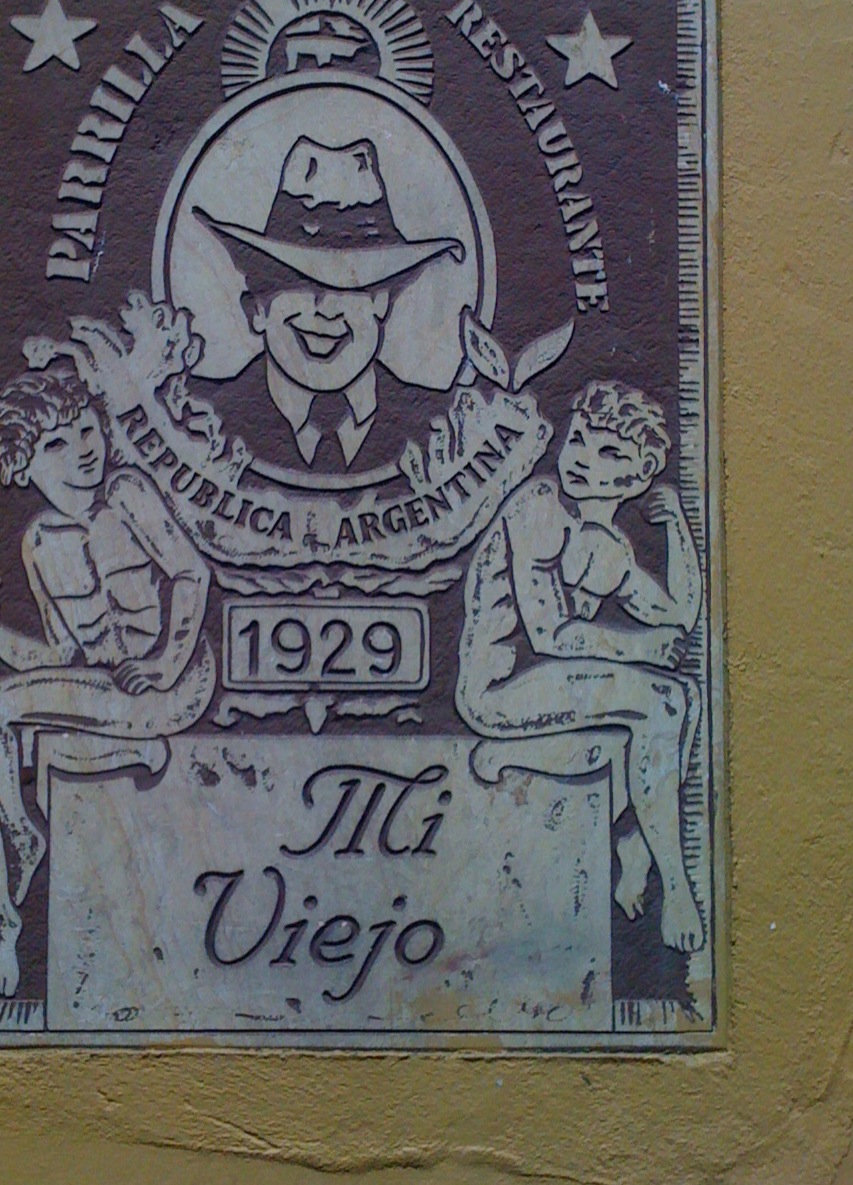 PARRILLA
RESTAURANTE
REPUBLICA ARGENTINA
1929
Mi
Viejo